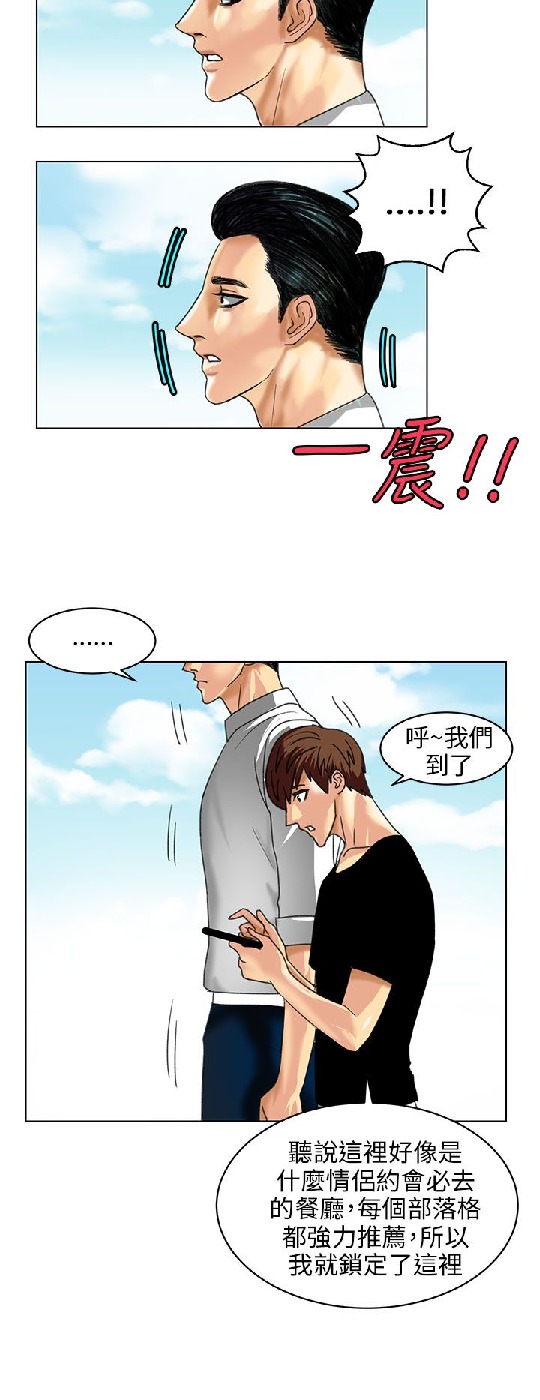 ....!!
一震!!
......
呼~我們
到了
聽說這裡好像是
什麼情侶約會必去
的餐廳,每個部落格
都強力推薦,所以
我就鎖定了這裡